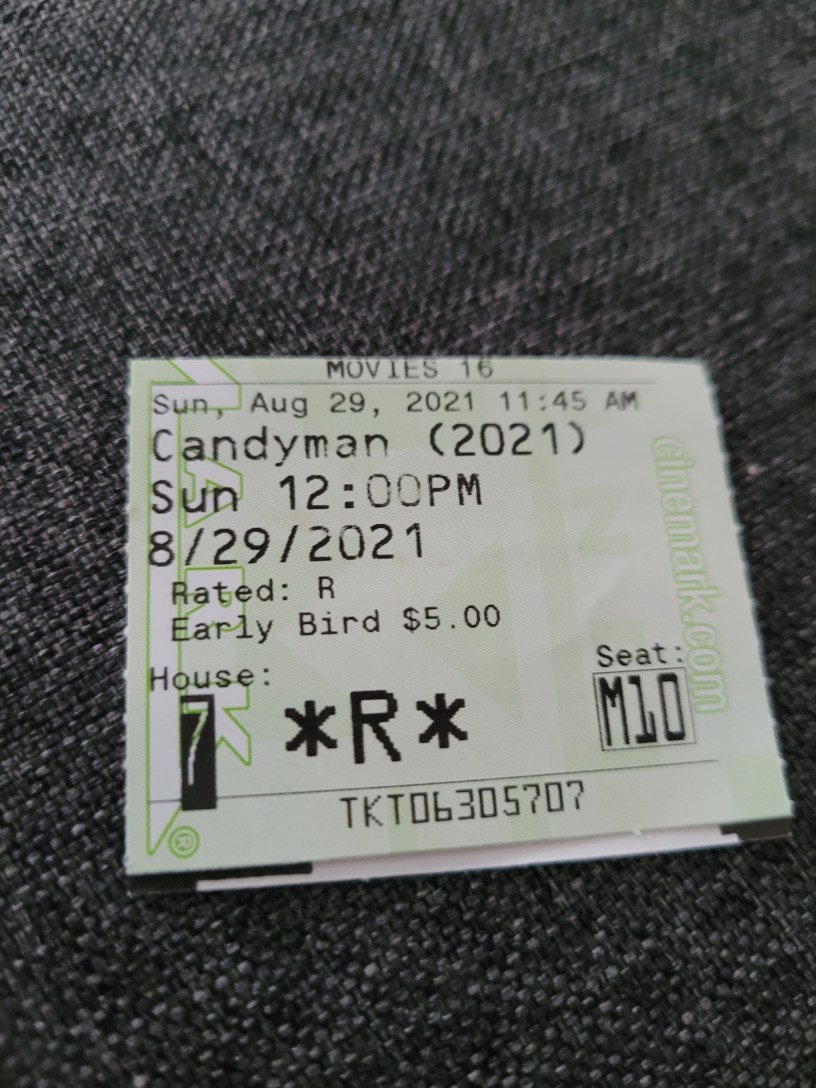 MOVIES 16
Sun, Aug 29, 2021 11:45 AM
Candyman (2021)
Sun 12:00PM
8/29/2021
Rated: R
Early Bird $5.00
House:
7
*R*
Seat:
M10
TKT06305707
cinemark.com
ARK
®